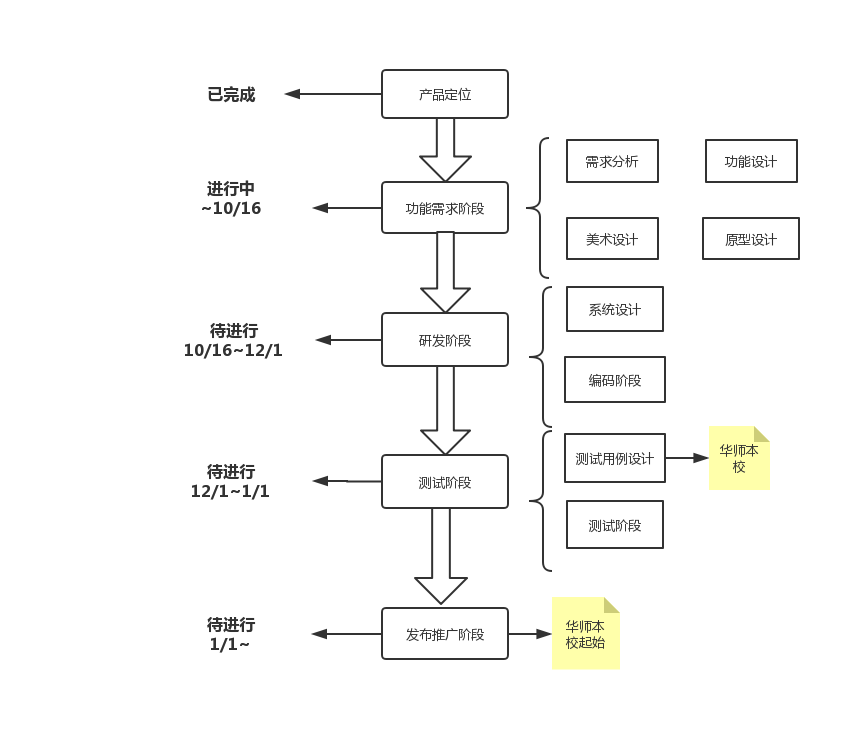 已完成
产品定位
进行中
~10/16
功能需求阶段
需求分析
功能设计
美术设计
原型设计
待进行
10/16~12/1
研发阶段
系统设计
编码阶段
待进行
12/1~1/1
测试阶段
测试用例设计
华师本
校
测试阶段
待进行
1/1~
发布推广阶段
华师本
校起始